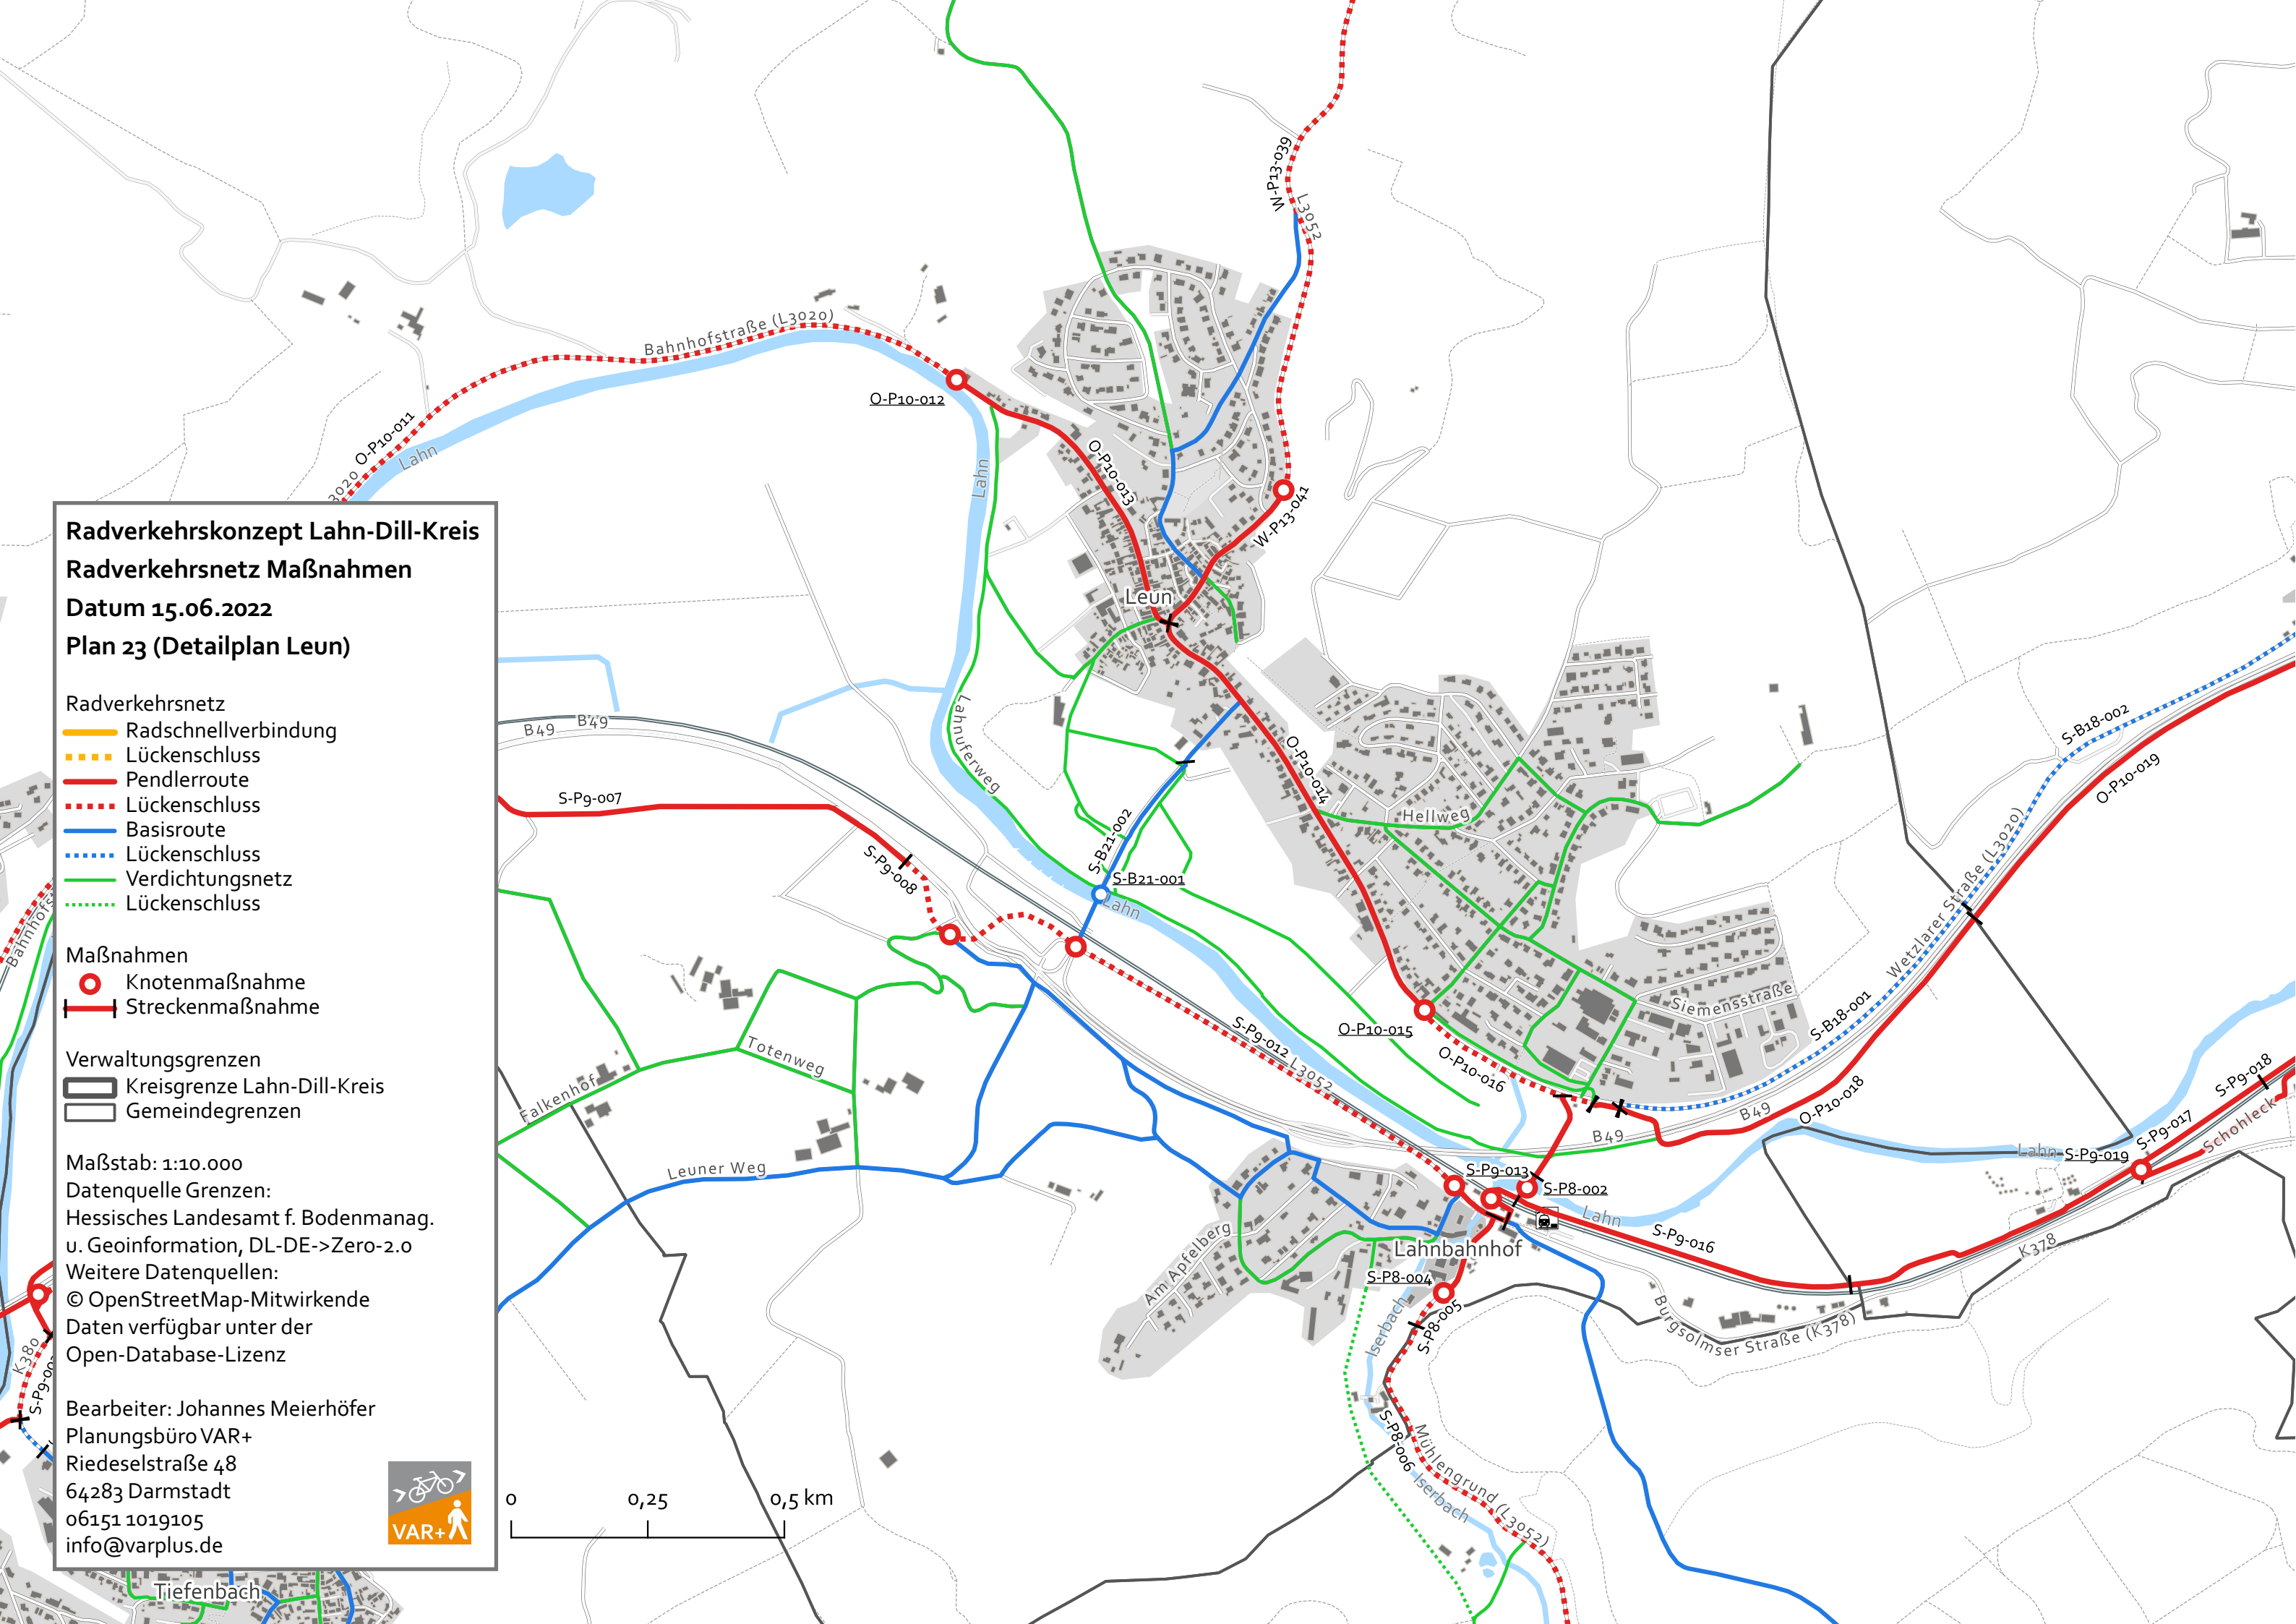 Radverkehrskonzept Lahn-Dill-Kreis
Radverkehrsnetz Maßnahmen
Datum 15.06.2022
Plan 23 (Detailplan Leun)
Radverkehrsnetz
Radschnellverbindung
Lückenschluss
Pendlerroute
Lückenschluss
Basisroute
Lückenschluss
Verdichtungsnetz
Lückenschluss
Maßnahmen
Knotenmaßnahme
Streckenmaßnahme
Verwaltungsgrenzen
Kreisgrenze Lahn-Dill-Kreis
Gemeindegrenzen
Maßstab: 1:10.000
Datenquelle Grenzen:
Hessisches Landesamt f. Bodenmanag.
u. Geoinformation, DL-DE->Zero-2.0
Weitere Datenquellen:
© OpenStreetMap-Mitwirkende
Daten verfügbar unter der
Open-Database-Lizenz
Bearbeiter: Johannes Meierhöfer
Planungsbüro VAR+
Riedeselstraße 48
64283 Darmstadt
06151 1019105
info@varplus.de
VAR+
0 0,25 0,5 km
W-P13-039
L3052
Bahnhofstraße (L3020)
O-P10-012
O-P10-011
Lahn
3020
Lahn
O-P10-013
W-P13-041
Leun
B49
B49
Lahnuferweg
O-P10-014
S-B18-002
O-P10-019
S-P9-007
S-P9-008
S-B21-002
S-B21-001
Lahn
Hellweg
Wetzlarer Straße (L3020)
Siemensstraße
S-B18-001
S-P9-012
L3052
O-P10-015
O-P10-016
Totenweg
Falkenhof
B49
B49
O-P10-018
S-P9-018
S-P9-017
Schohleck
Lahn
S-P9-019
Leuner Weg
S-P9-013
S-P8-002
Lahn
S-P9-016
K378
Am Apfelberg
Lahnbahnhof
S-P8-004
S-P8-005
Iserbach
Burgsolmser Straße (K378)
S-P8-006
Mühlengrund (L3052)
Iserbach
Bahnhofs
K380
Tiefenbach